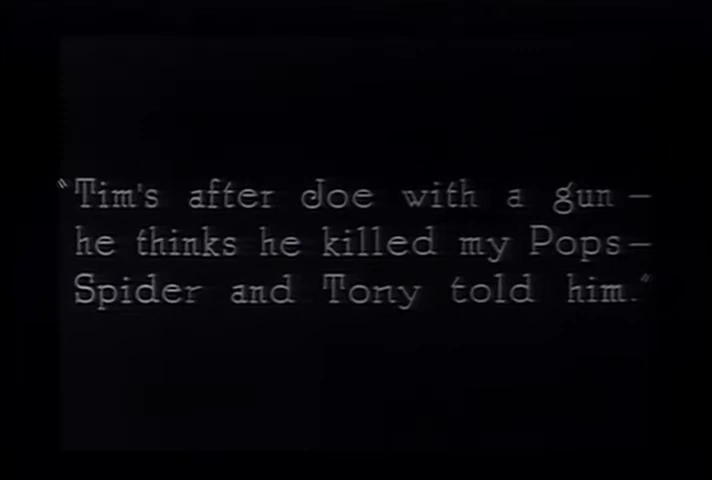 "Tim's after Joe with a gun —
he thinks he killed my Pops —
Spider and Tony told him."